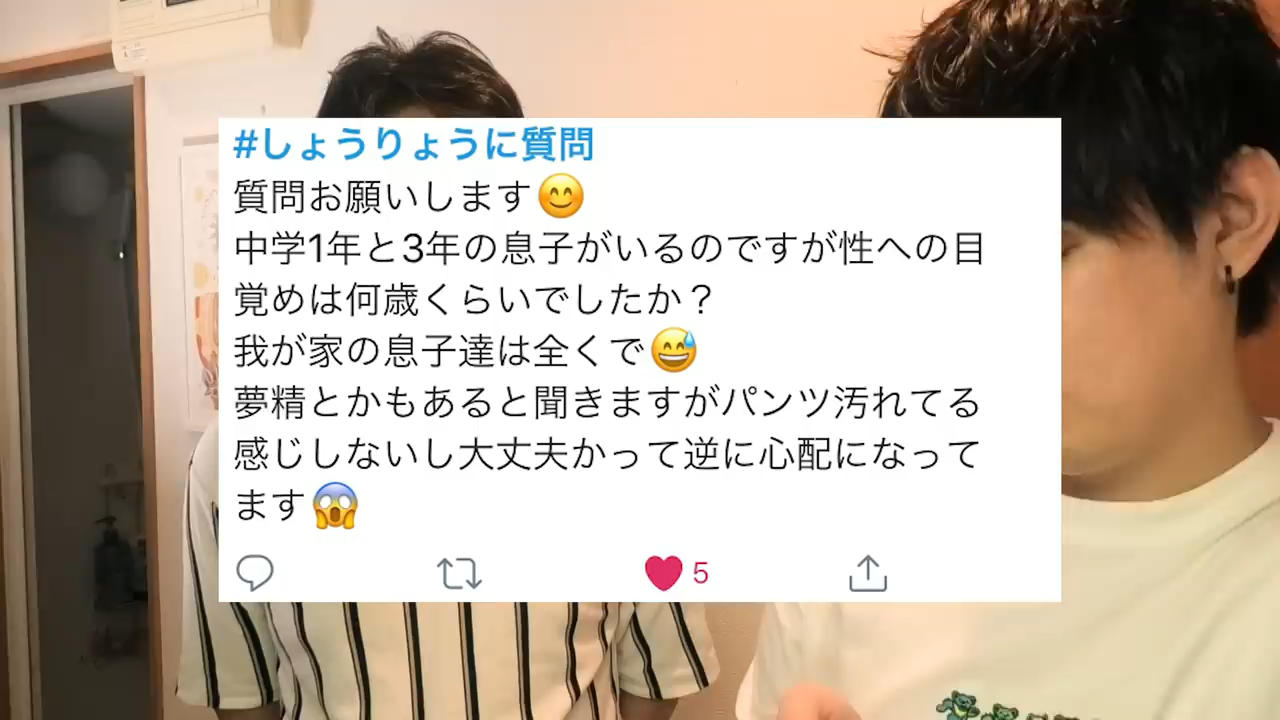 #しょうりょうに質問
質問お願いします😊
中学1年と3年の息子がいるのですが性への目
覚めは何歳くらいでしたか？
我が家の息子達は全くで😅
夢精とかもあると聞きますがパンツ汚れてる
感じしないし大丈夫かって逆に心配になって
ます😱
5